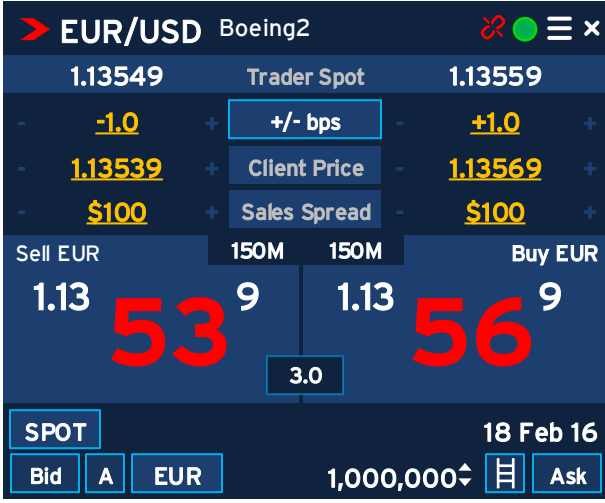 EUR/USD Boeing2 ×
1.13549 Trader Spot 1.13559
- -1.0 + +/- bps - +1.0 +
- 1.13539 + Client Price - 1.13569 +
- $100 + Sales Spread - $100 +
Sell EUR 150M 150M Buy EUR
1.13 53 9 1.13 56 9
3.0
SPOT 18 Feb 16
Bid A EUR 1,000,000 Ask